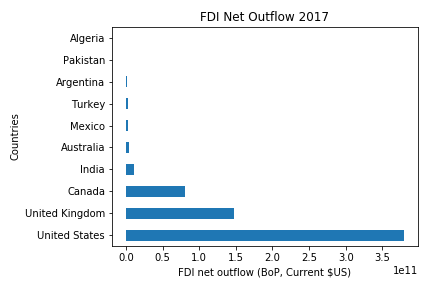 FDI Net Outflow 2017
Countries
Algeria
Pakistan
Argentina
Turkey
Mexico
Australia
India
Canada
United Kingdom
United States
0.0 0.5 1.0 1.5 2.0 2.5 3.0 3.5
1e11
FDI net outflow (BoP, Current $US)